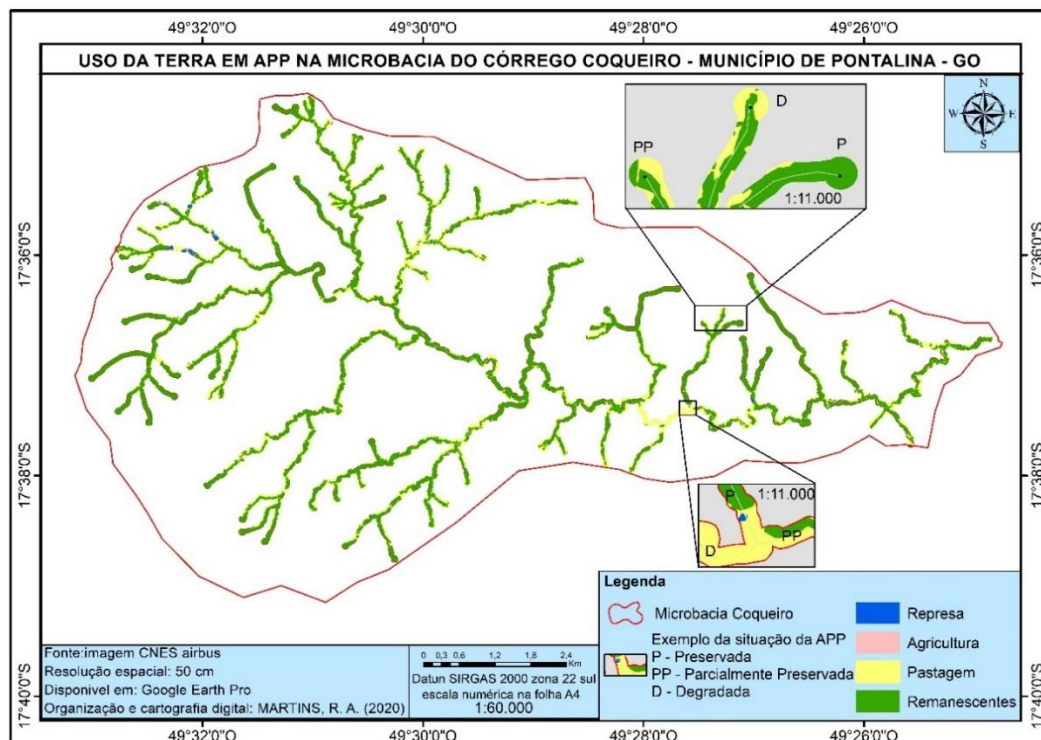 49°32'0"O 49°30'0"O 49°28'0"O 49°26'0"O
USO DA TERRA EM APP NA MICROBACIA DO CÓRREGO COQUEIRO - MUNICÍPIO DE PONTALINA - GO
N
W E
S
D
PP
P
1:11.000
17°36'0"S
17°36'0"S
17°38'0"S
17°38'0"S
P
1:11.000
D
PP
Legenda
Microbacia Coqueiro
Exemplo da situação da APP
P - Preservada
PP - Parcialmente Preservada
D - Degradada
Represa
Agricultura
Pastagem
Remanescentes
Fonte:imagem CNES airbus
Resolução espacial: 50 cm
Disponivel em: Google Earth Pro
Organização e cartografia digital: MARTINS, R. A. (2020)
0 0,3 0,6 1,2 1,8 2,4
Km
Datun SIRGAS 2000 zona 22 sul
escala numérica na folha A4
1:60.000
17°40'0"S
17°40'0"S
49°32'0"O 49°30'0"O 49°28'0"O 49°26'0"O